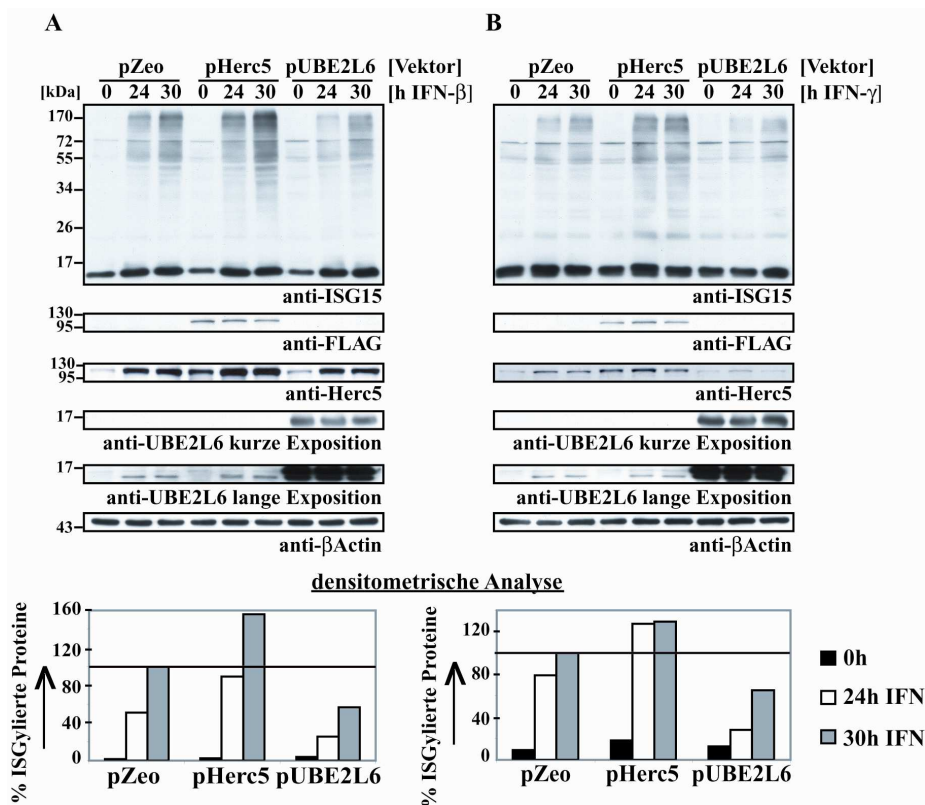 A
pZeo pHerc5 pUBE2L6 [Vektor]
[kDa] 0 24 30 0 24 30 0 24 30 [h IFN-β]
170
72
55
34
26
17
anti-ISG15
130
95
anti-FLAG
130
95
anti-Herc5
17
anti-UBE2L6 kurze Exposition
17
anti-UBE2L6 lange Exposition
43
anti-βActin
B
pZeo pHerc5 pUBE2L6 [Vektor]
0 24 30 0 24 30 0 24 30 [h IFN-γ]
anti-ISG15
anti-FLAG
anti-Herc5
anti-UBE2L6 kurze Exposition
anti-UBE2L6 lange Exposition
anti-βActin
densitometrische Analyse
% ISGylierte Proteine
160
120
80
40
0
pZeo pHerc5 pUBE2L6
% ISGylierte Proteine
120
80
40
0
pZeo pHerc5 pUBE2L6
0h
24h IFN
30h IFN